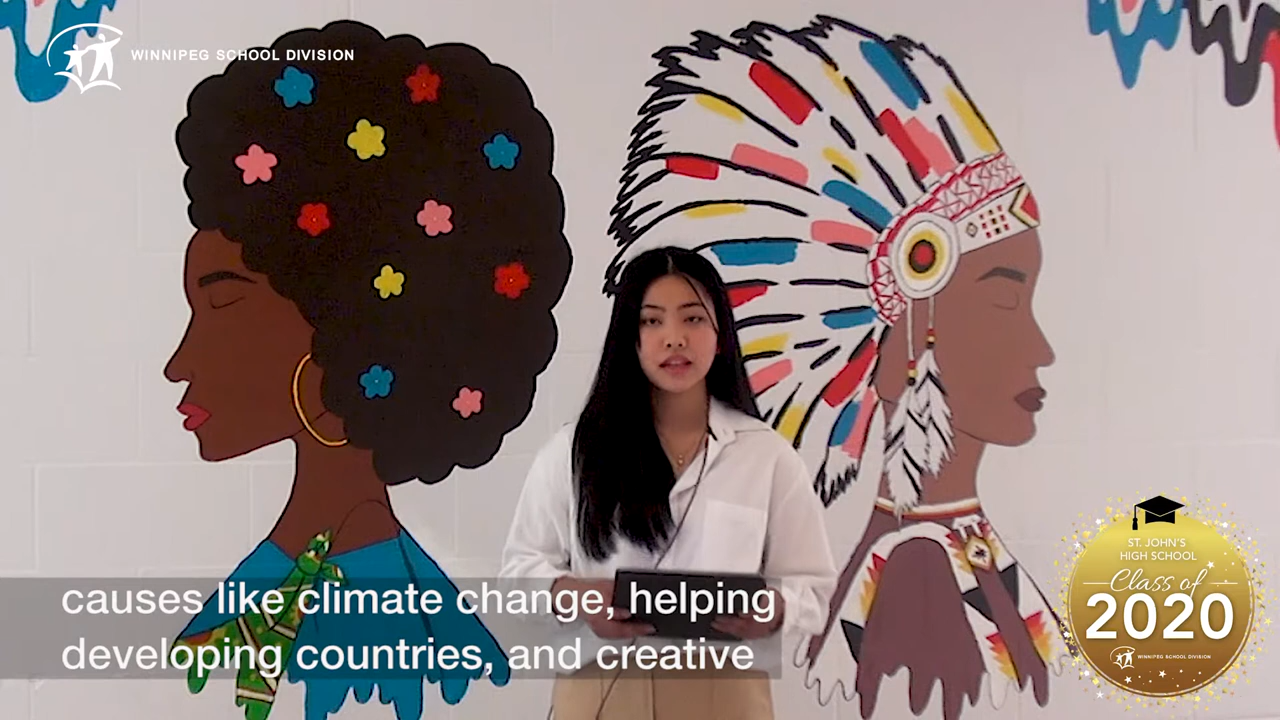 WINNIPEG SCHOOL DIVISION
causes like climate change, helping
developing countries, and creative
ST. JOHN'S
HIGH SCHOOL
Class of
2020
WINNIPEG SCHOOL DIVISION